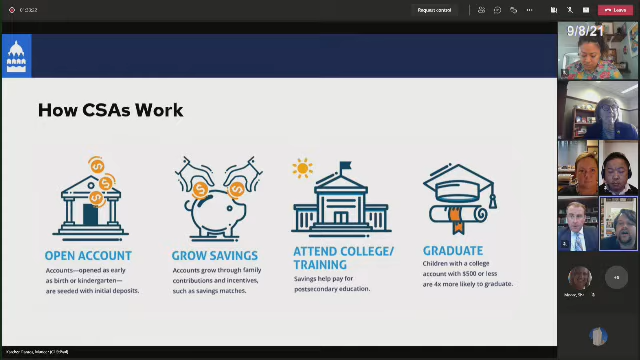 01:33:22
Request control
Leave
9/8/21
How CSAs Work
OPEN ACCOUNT
Accounts—opened as early
as birth or kindergarten—
are seeded with initial deposits.
GROW SAVINGS
Accounts grow through family
contributions and incentives,
such as savings matches.
ATTEND COLLEGE/
TRAINING
Savings help pay for
postsecondary education.
GRADUATE
Children with a college
account with $500 or less
are 4x more likely to graduate.